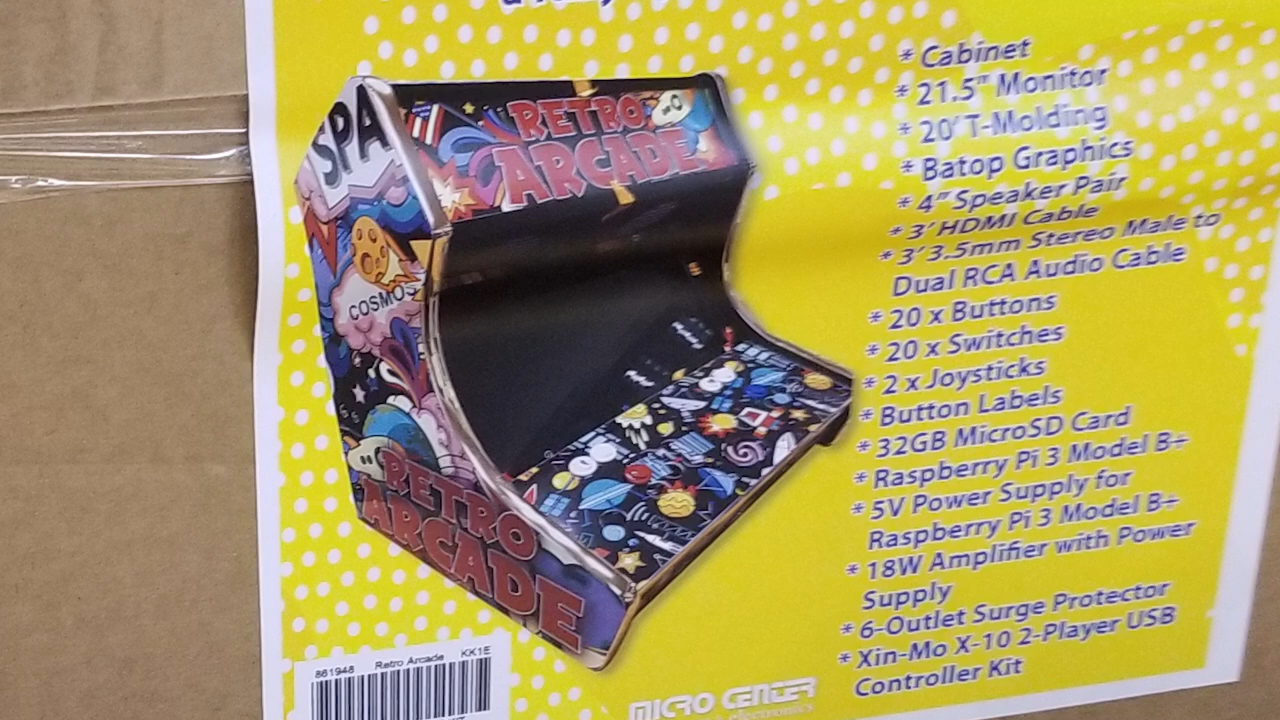 * Cabinet
* 21.5" Monitor
* 20' T-Molding
* Batop Graphics
* 4" Speaker Pair
* 3' HDMI Cable
* 3' 3.5mm Stereo Male to
Dual RCA Audio Cable
* 20 x Buttons
* 20 x Switches
* 2 x Joysticks
* Button Labels
* 32GB MicroSD Card
* Raspberry Pi 3 Model B+
* 5V Power Supply for
Raspberry Pi 3 Model B+
* 18W Amplifier with Power
Supply
* 6-Outlet Surge Protector
* Xin-Mo X-10 2-Player USB
Controller Kit
RETRO
ARCADE
SPA
COSMOS
RETRO
ARCADE
861948 Retro Arcade KK1E
MICRO CENTER
electronics